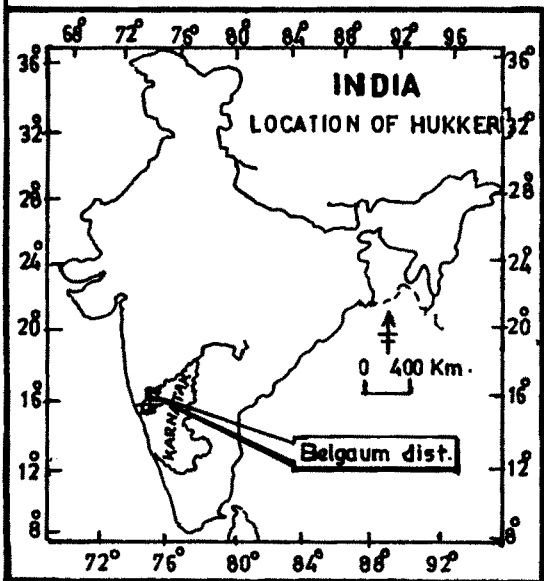 68° 72° 76° 80° 84 88 92° 96
36° 36°
INDIA
LOCATION OF HUKKERI
32° 32°
28° 28°
24° 24°
20° 20°
0 400 Km.
16° 16°
KARNATAK
Belgaum dist.
12° 12°
8° 8°
72° 76° 80° 84° 88° 92°